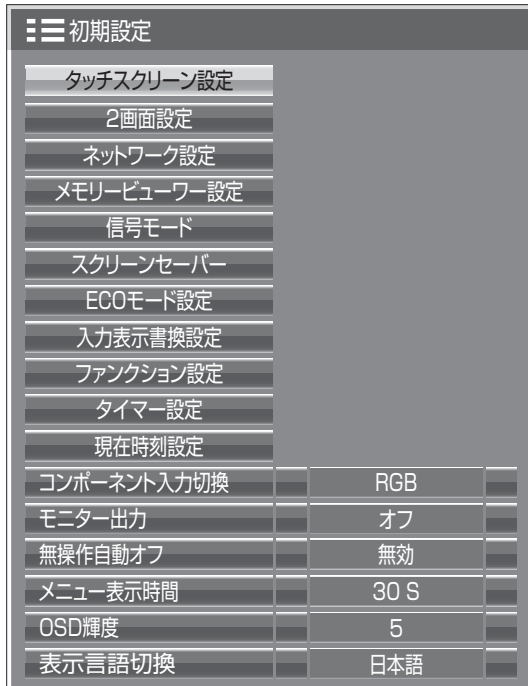 初期設定
タッチスクリーン設定
2画面設定
ネットワーク設定
メモリービューワー設定
信号モード
スクリーンセーバー
ECOモード設定
入力表示書換設定
ファンクション設定
タイマー設定
現在時刻設定
コンポーネント入力切換 RGB
モニター出力 オフ
無操作自動オフ 無効
メニュー表示時間 30 S
OSD輝度 5
表示言語切換 日本語